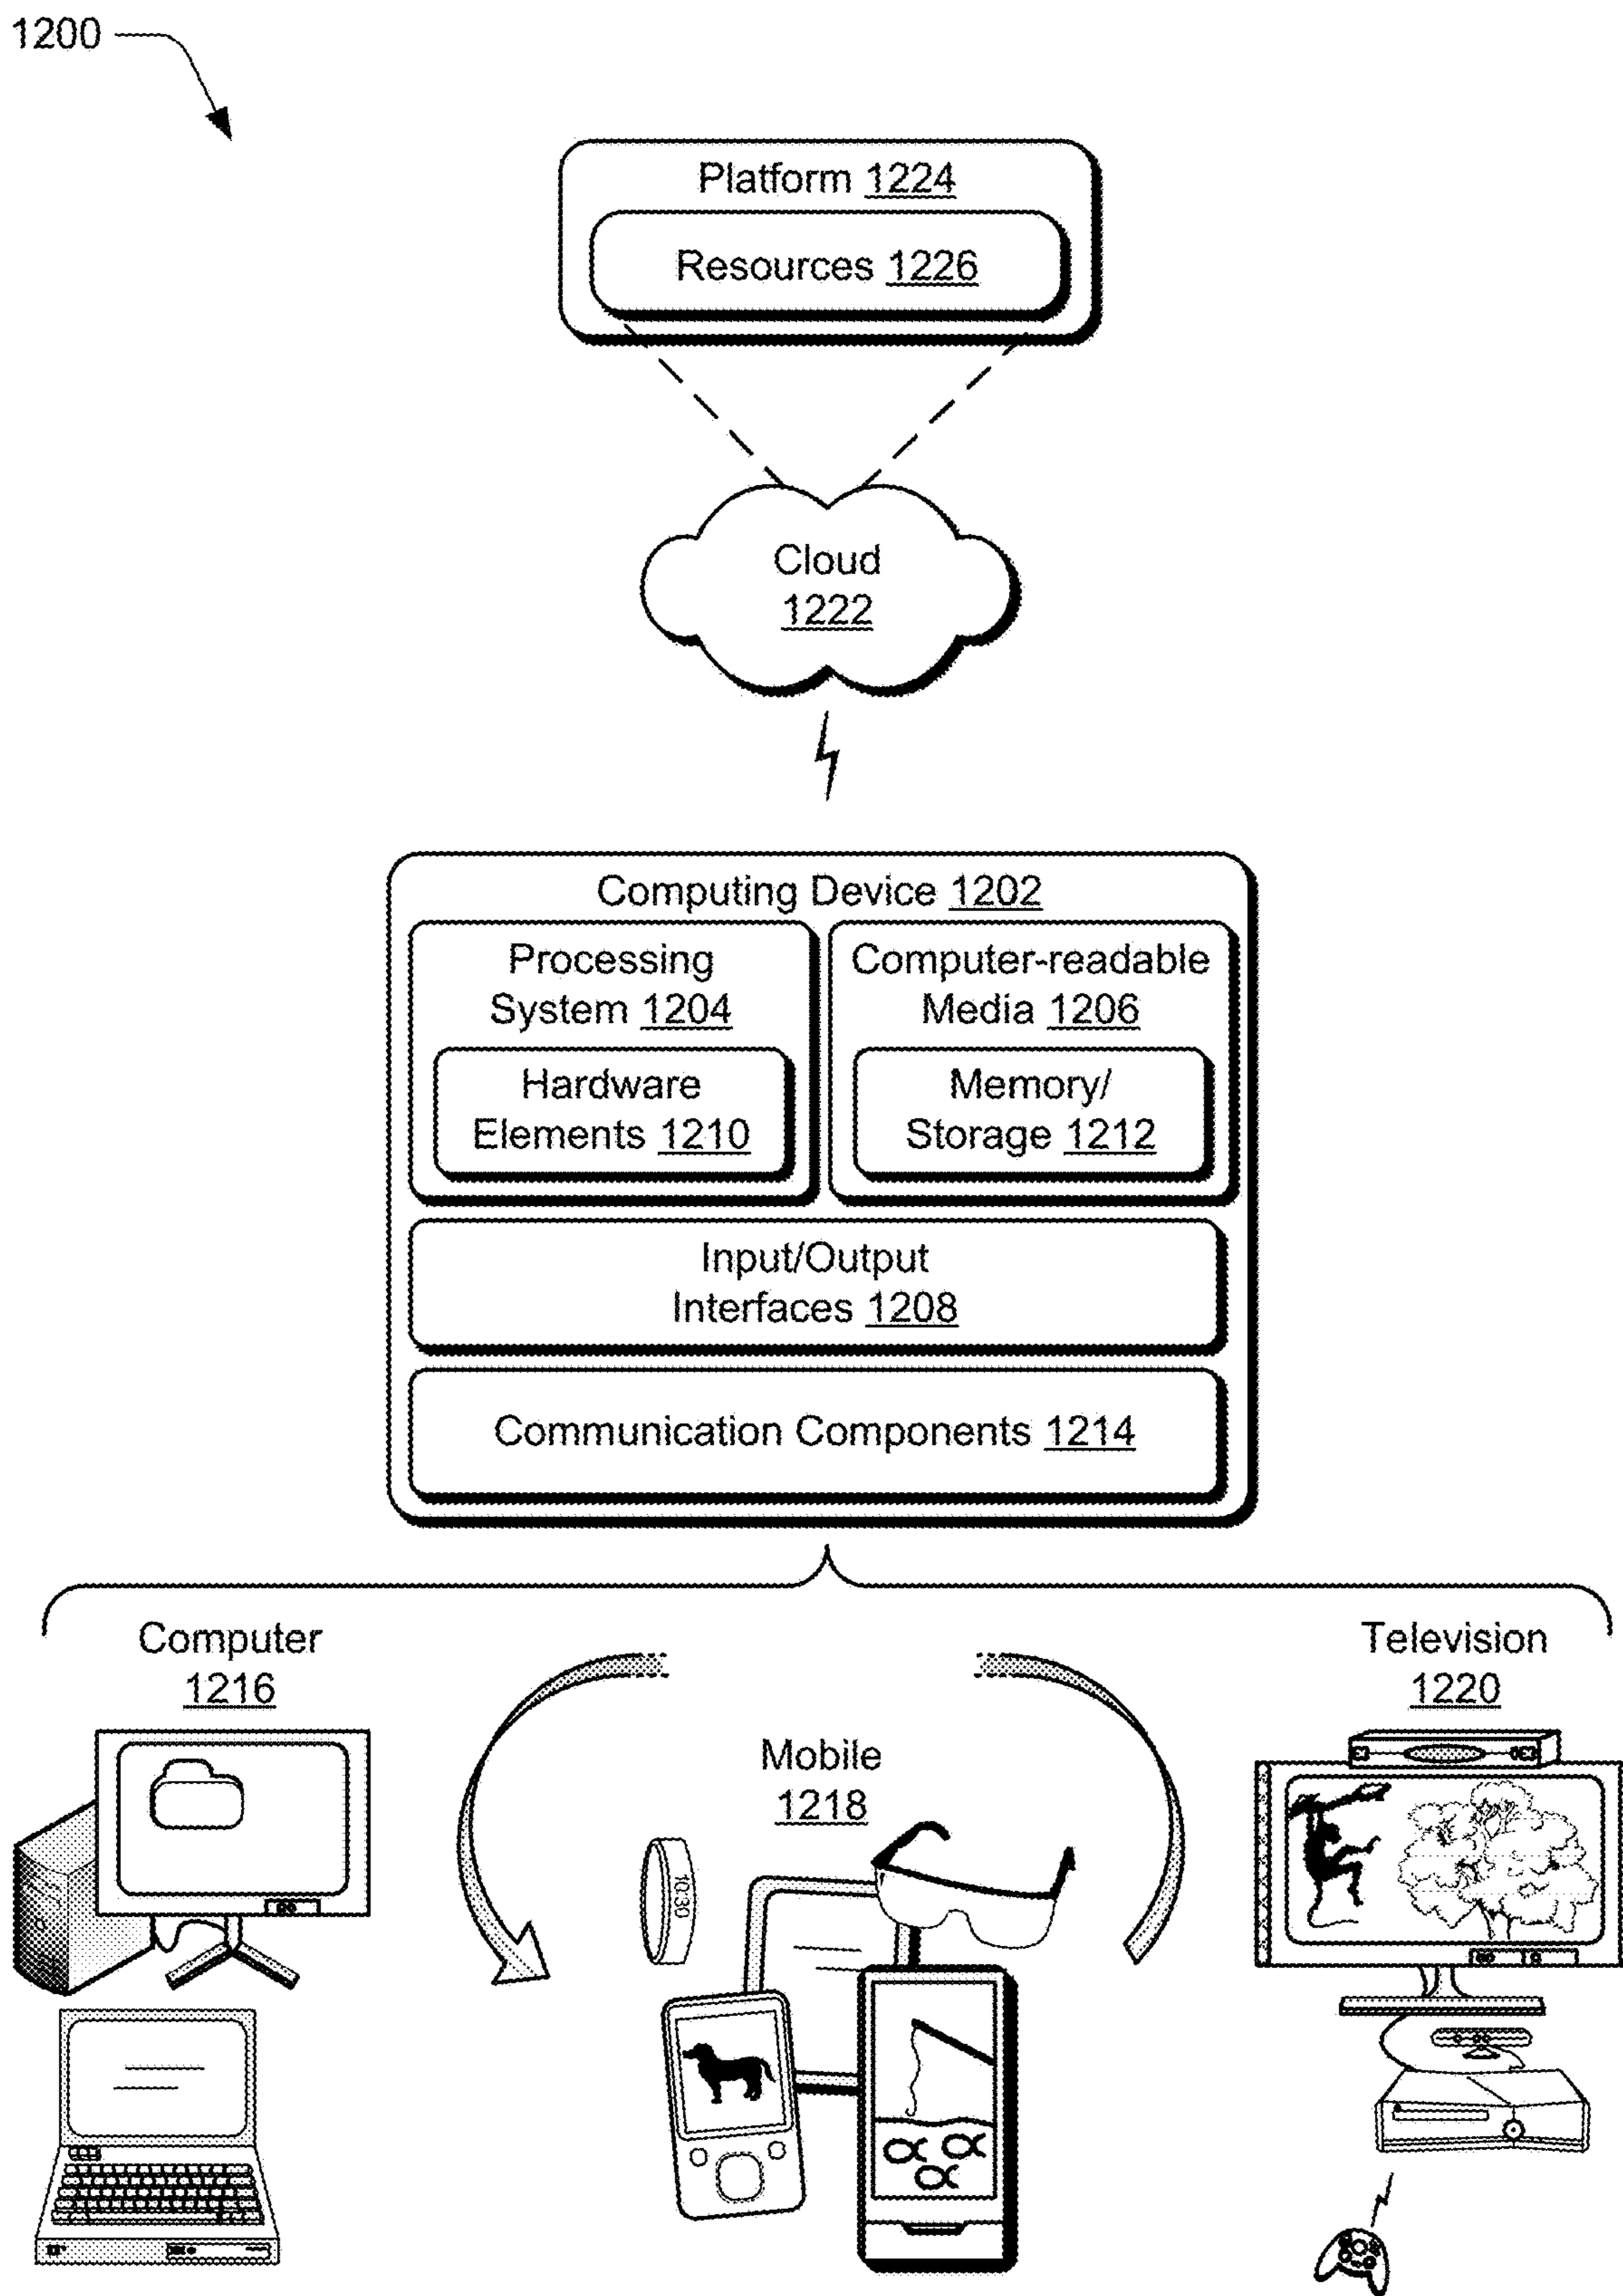 1200
Platform 1224
Resources 1226
Cloud
1222
Computing Device 1202
Processing
System 1204
Computer-readable
Media 1206
Hardware
Elements 1210
Memory/
Storage 1212
Input/Output
Interfaces 1208
Communication Components 1214
Computer
1216
Mobile
1218
Television
1220
10:30